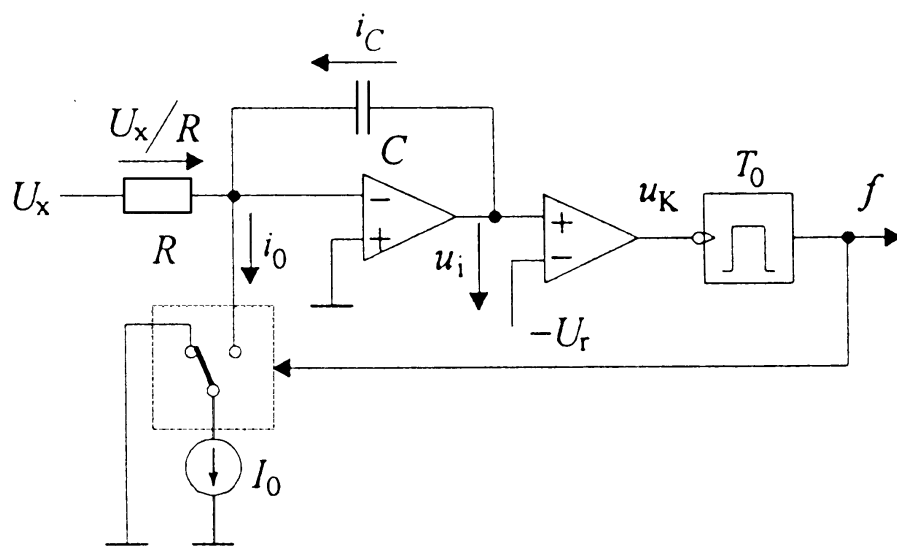 i_C
U_x/R
C
T_0
U_x
u_K
f
R
i_0
u_i
−
+
+
−
−U_r
I_0